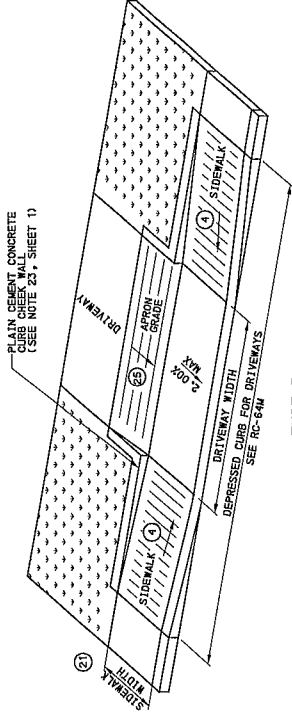 PLAIN CEMENT CONCRETE
CURB CHEEK WALL
(SEE NOTE 23, SHEET 1)
DRIVEWAY
APRON
GRADE
25
2.00%
MAX
SIDEWALK
4
SIDEWALK
4
21
SIDEWALK
WIDTH
DRIVEWAY WIDTH
DEPRESSED CURB FOR DRIVEWAYS
SEE RC-64M